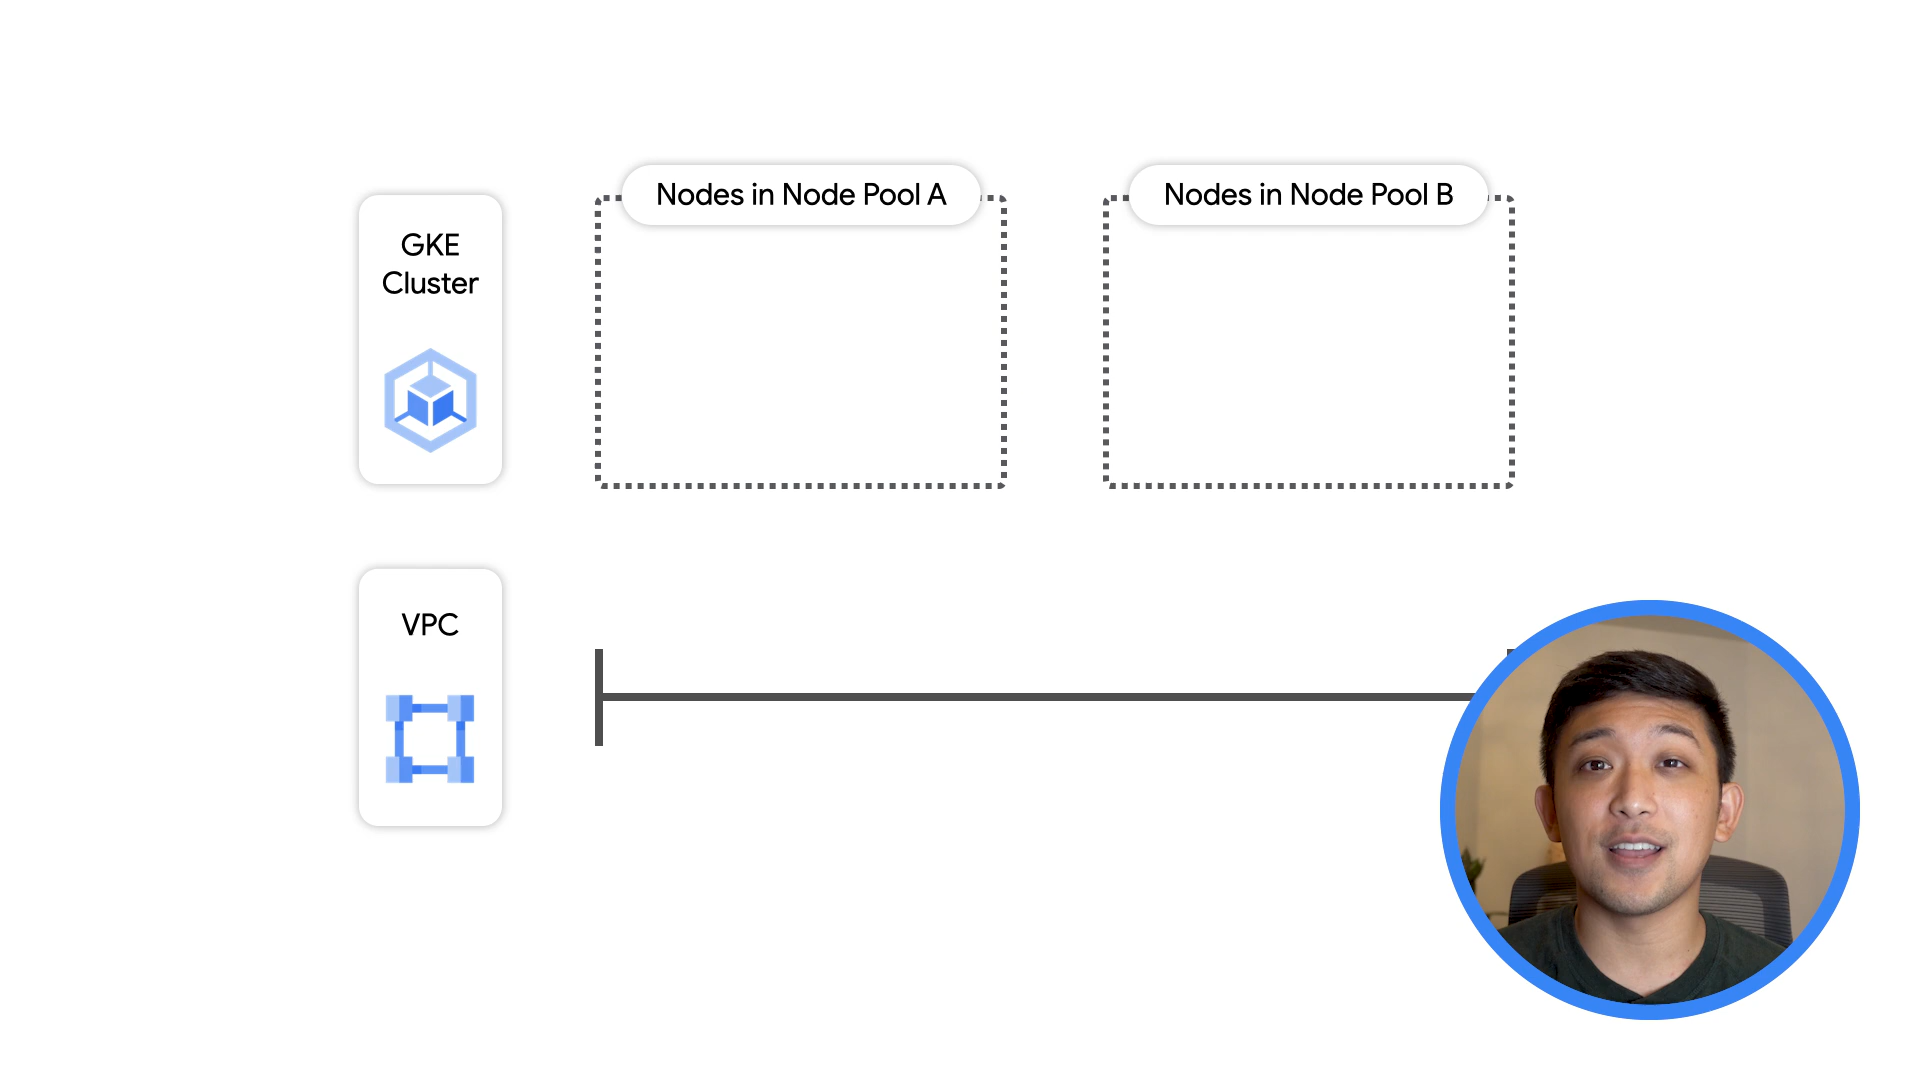 GKE
Cluster
Nodes in Node Pool A
Nodes in Node Pool B
VPC